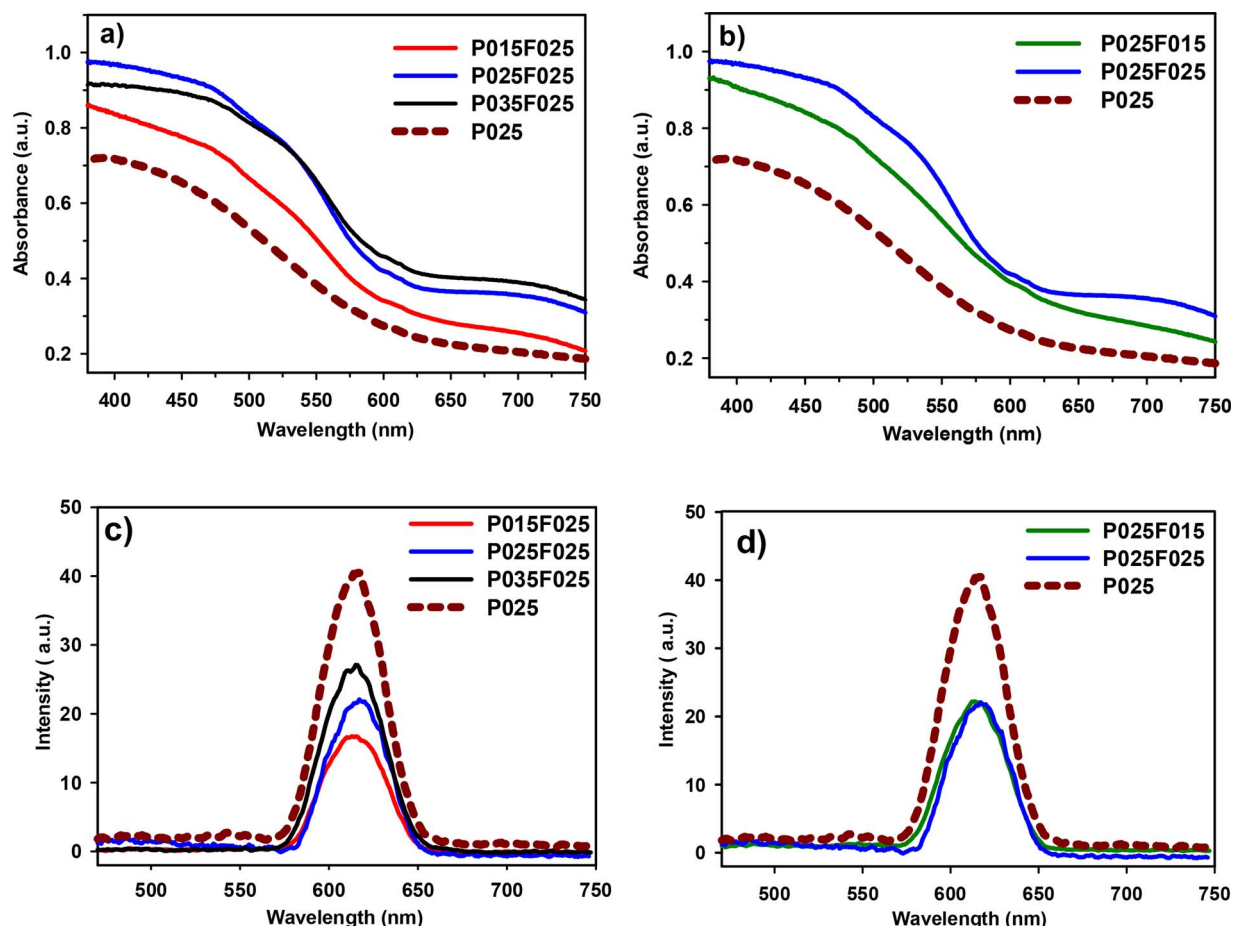 a)
P015F025
P025F025
P035F025
P025
Absorbance (a.u.)
1.0
0.8
0.6
0.4
0.2
400 450 500 550 600 650 700 750
Wavelength (nm)
b)
P025F015
P025F025
P025
Absorbance (a.u.)
1.0
0.8
0.6
0.4
0.2
400 450 500 550 600 650 700 750
Wavelength (nm)
c)
P015F025
P025F025
P035F025
P025
Intensity ( a.u.)
50
40
30
20
10
0
500 550 600 650 700 750
Wavelength (nm)
d)
P025F015
P025F025
P025
Intensity ( a.u.)
50
40
30
20
10
0
500 550 600 650 700 750
Wavelength (nm)